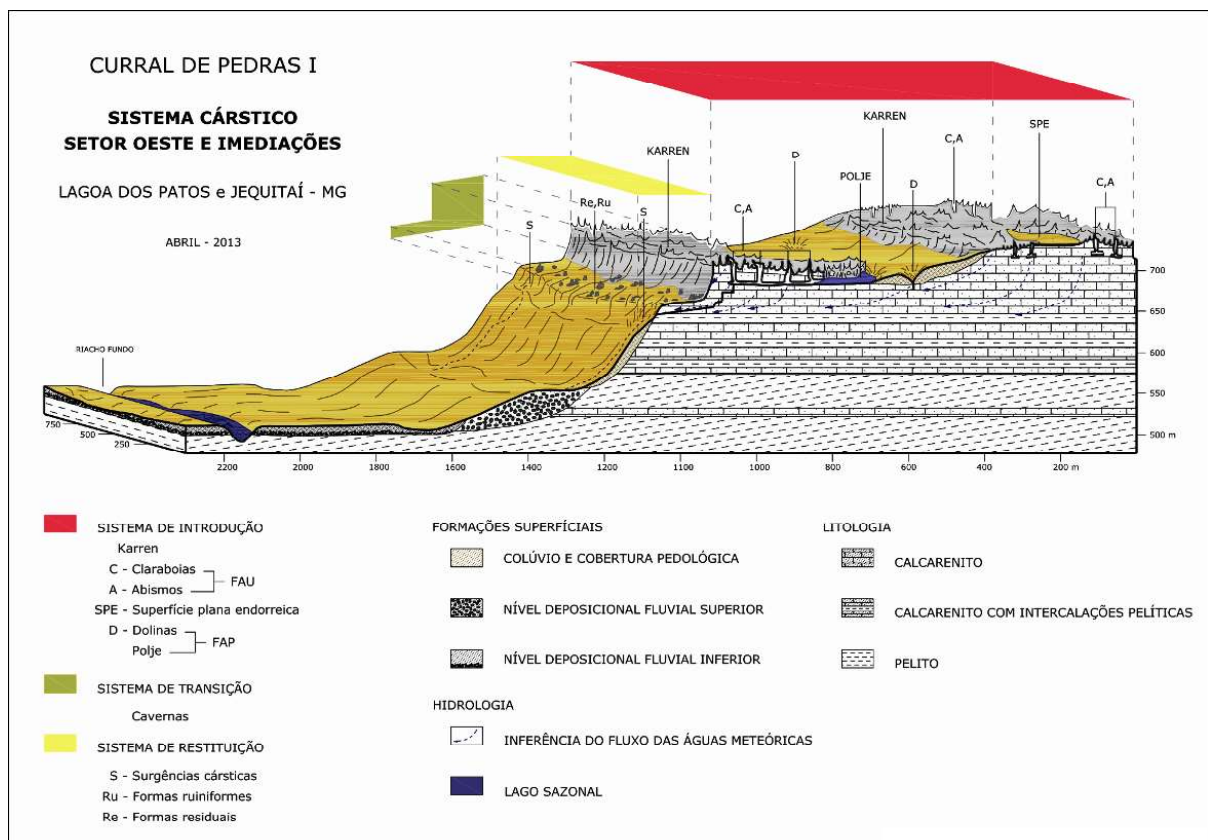 CURRAL DE PEDRAS I
SISTEMA CÁRSTICO
SETOR OESTE E IMEDIAÇÕES
LAGOA DOS PATOS e JEQUITAÍ - MG
ABRIL - 2013
KARREN
C,A
SPE
D
KARREN
POLJE
D
C,A
Re,Ru
S
S
C,A
RIACHO FUNDO
700
650
600
550
500 m
750
500
250
2200
2000
1800
1600
1400
1200
1100
1000
800
600
400
200 m
SISTEMA DE INTRODUÇÃO
Karren
C - Claraboias
A - Abismos
FAU
SPE - Superfície plana endorreica
D - Dolinas
Polje
FAP
SISTEMA DE TRANSIÇÃO
Cavernas
SISTEMA DE RESTITUIÇÃO
S - Surgências cársticas
Ru - Formas ruiniformes
Re - Formas residuais
FORMAÇÕES SUPERFÍCIAIS
COLÚVIO E COBERTURA PEDOLÓGICA
NÍVEL DEPOSICIONAL FLUVIAL SUPERIOR
NÍVEL DEPOSICIONAL FLUVIAL INFERIOR
HIDROLOGIA
INFERÊNCIA DO FLUXO DAS ÁGUAS METEÓRICAS
LAGO SAZONAL
LITOLOGIA
CALCARENITO
CALCARENITO COM INTERCALAÇÕES PELÍTICAS
PELITO